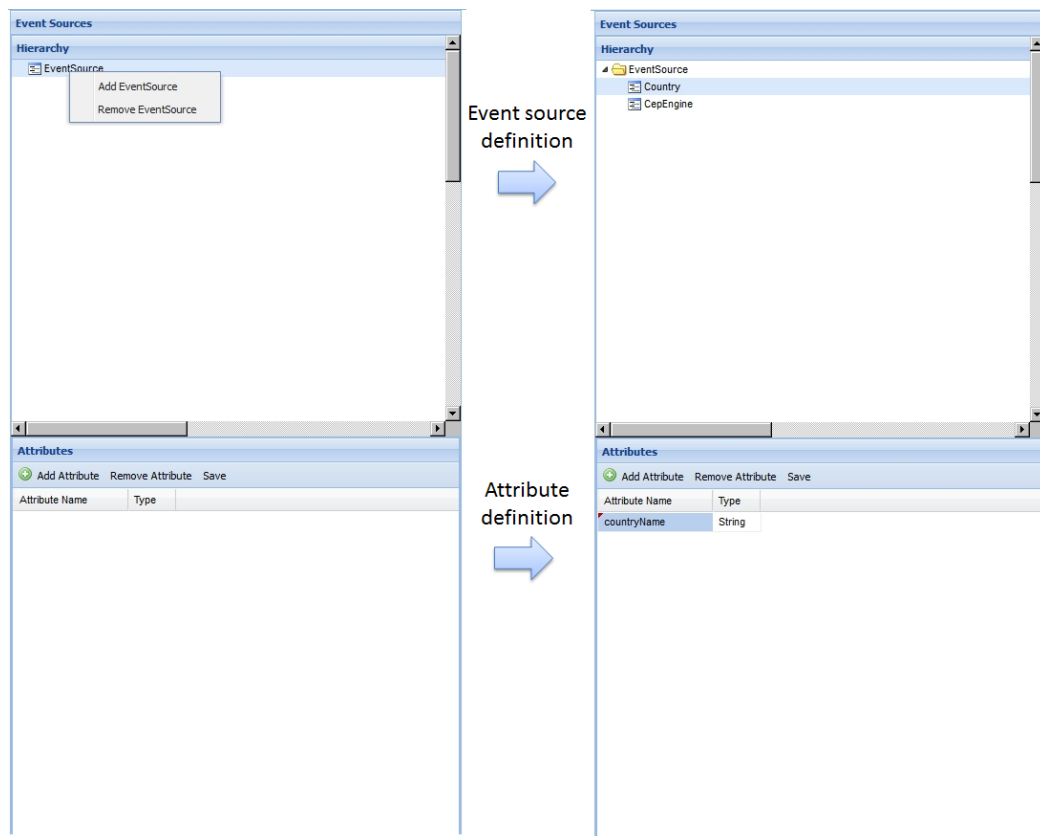 Event Sources
Hierarchy
EventSource
Add EventSource
Remove EventSource
Attributes
Add Attribute Remove Attribute Save
Attribute Name Type
Event source
definition
Attribute
definition
Event Sources
Hierarchy
EventSource
Country
CepEngine
Attributes
Add Attribute Remove Attribute Save
Attribute Name Type
countryName String